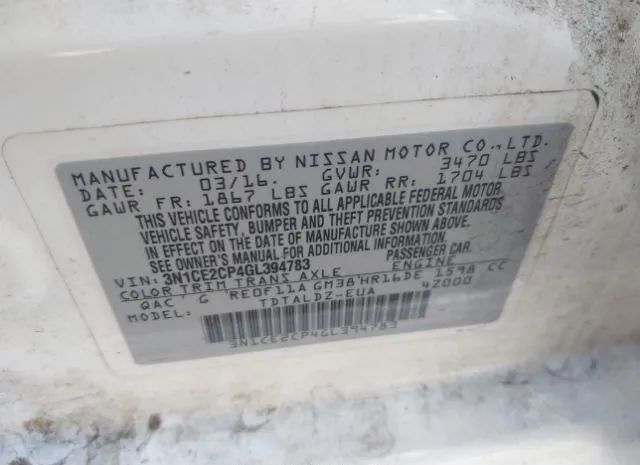 MANUFACTURED BY NISSAN MOTOR CO., LTD.
DATE: 03/16. GVWR: 3470 LBS
GAWR FR: 1867 LBS GAWR RR: 1704 LBS
THIS VEHICLE CONFORMS TO ALL APPLICABLE FEDERAL MOTOR
VEHICLE SAFETY, BUMPER AND THEFT PREVENTION STANDARDS
IN EFFECT ON THE DATE OF MANUFACTURE SHOWN ABOVE.
SEE OWNER'S MANUAL FOR ADDITIONAL INFORMATION.
VIN: 3N1CE2CP4GL394783 PASSENGER CAR.
COLOR TRIM TRANS AXLE ENGINE
QAC G RE0F11A GM38 HR16DE 1598 CC
MODEL: TDTALDZ-EUA 4Z000
3N1CE2CP4GL394783